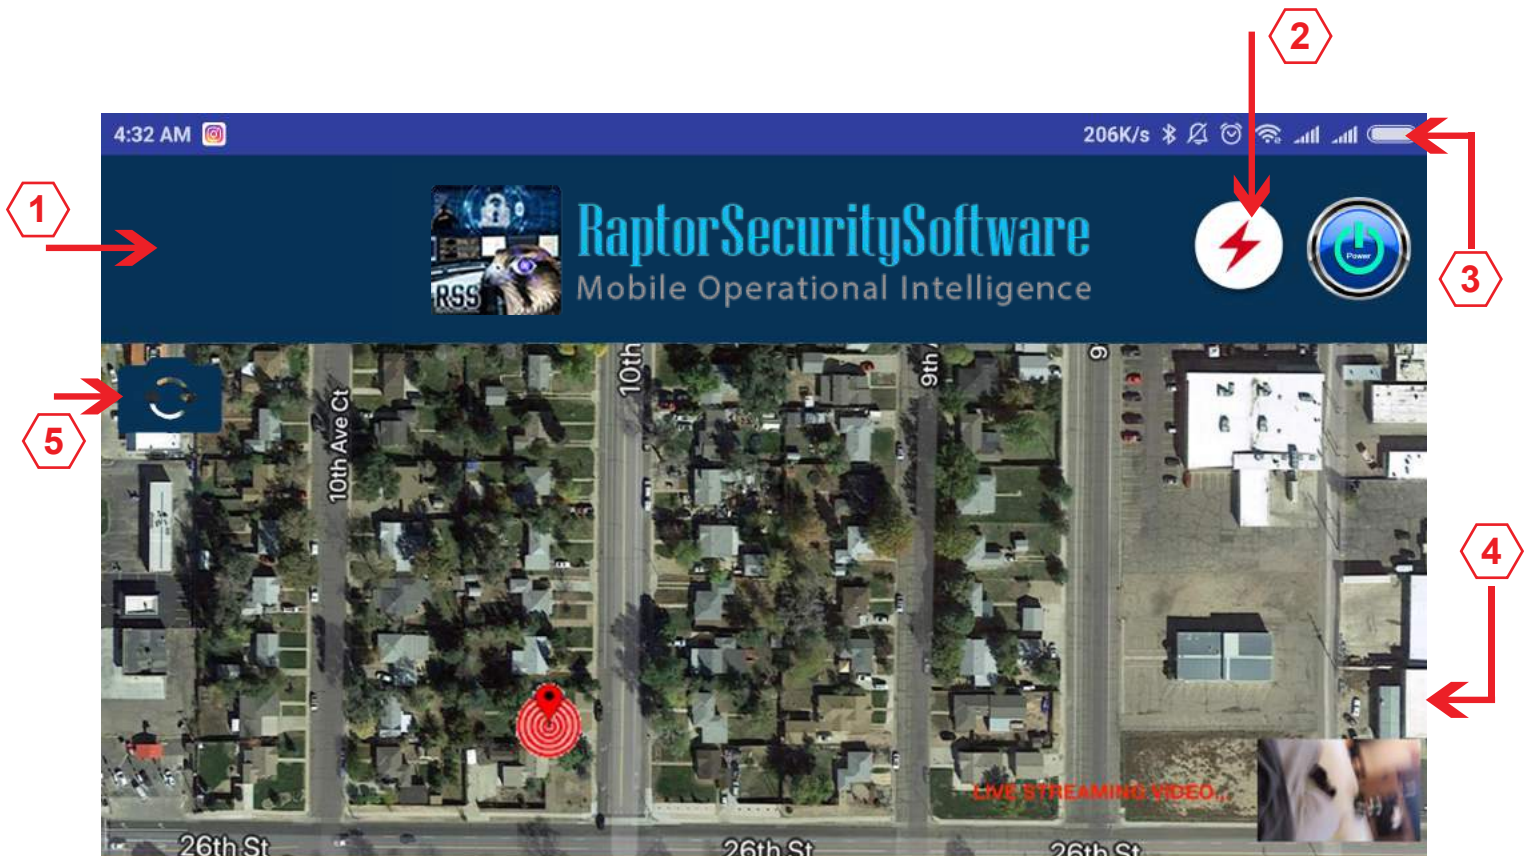 2
4:32 AM
206K/s
1
RSS
RaptorSecuritySoftware
Mobile Operational Intelligence
Power
3
10th Ave Ct
10th
9th
9
5
4
LIVE STREAMING VIDEO...
26th St
26th St
26th St